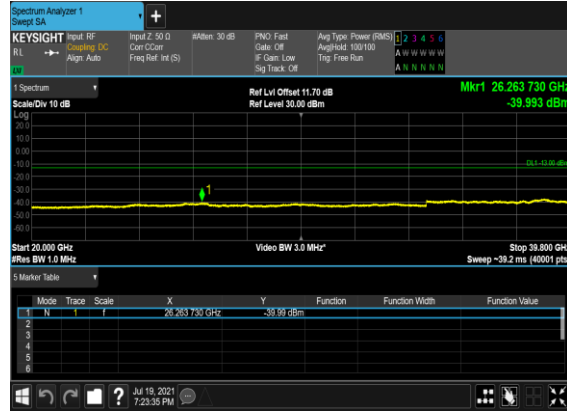 Spectrum Analyzer 1
Swept SA
+
KEYSIGHT Input: RF Input Z: 50 Ω #Atten: 30 dB PNO: Fast Avg Type: Power (RMS) 1 2 3 4 5 6
RL Coupling: DC Corr CCorr Gate: Off Avg|Hold: 100/100 A W W W W W
Align: Auto Freq Ref: Int (S) IF Gain: Low Trig: Free Run
Sig Track: Off A N N N N N
1 Spectrum Ref Lvl Offset 11.70 dB Mkr1 26.263 730 GHz
Scale/Div 10 dB Ref Level 30.00 dBm -39.993 dBm
Log
20.0
10.0
0.00
-10.0 DL1 -13.00 dBm
-20.0
-30.0 1
-40.0
-50.0
-60.0
Start 20.000 GHz Video BW 3.0 MHz* Stop 39.800 GHz
#Res BW 1.0 MHz Sweep ~39.2 ms (40001 pts)
5 Marker Table
Mode Trace Scale X Y Function Function Width Function Value
1 N 1 f 26.263 730 GHz -39.99 dBm
2
3
4
5
6
? Jul 19, 2021
7:23:35 PM